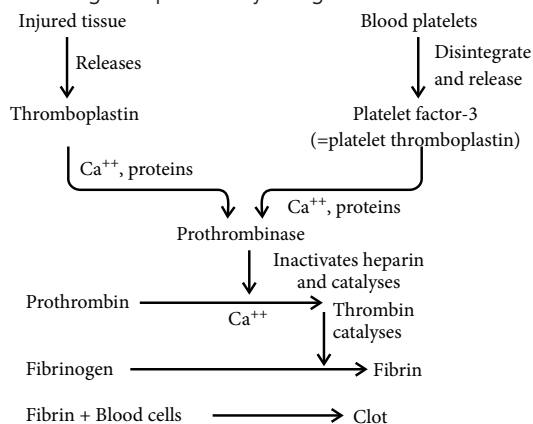 Injured tissue
Blood platelets
Releases
Disintegrate
and release
Thromboplastin
Platelet factor-3
(=platelet thromboplastin)
Ca++, proteins
Ca++, proteins
Prothrombinase
Inactivates heparin
and catalyses
Prothrombin
Ca++
Thrombin
catalyses
Fibrinogen
Fibrin
Fibrin + Blood cells
Clot